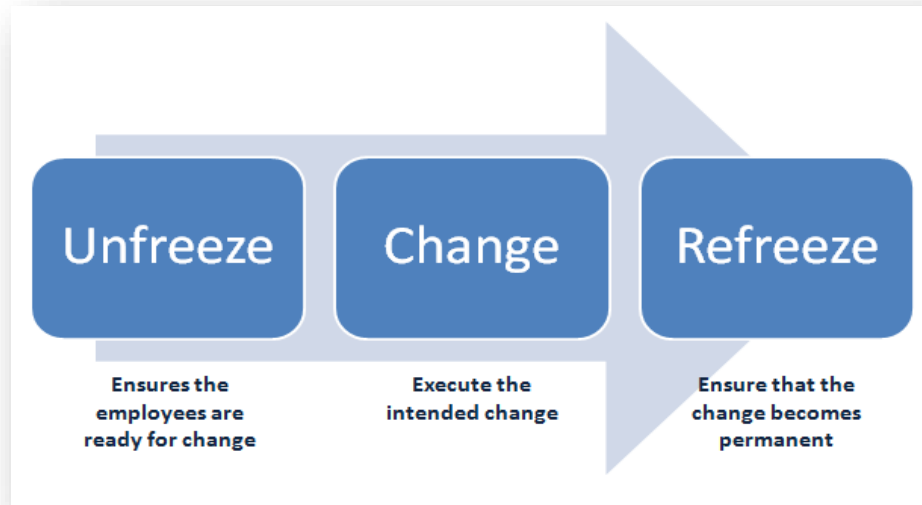 Unfreeze
Change
Refreeze
Ensures the
employees are
ready for change
Execute the
intended change
Ensure that the
change becomes
permanent